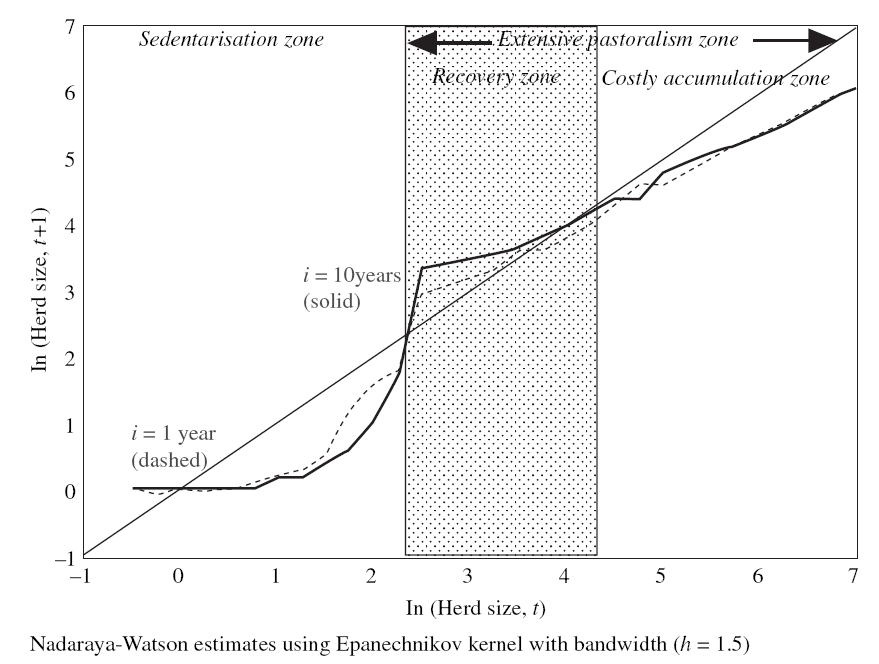 7
Sedentarisation zone
Extensive pastoralism zone
Recovery zone
Costly accumulation zone
6
5
4
i = 10years
(solid)
3
2
1
i = 1 year
(dashed)
0
–1
–1 0 1 2 3 4 5 6 7
In (Herd size, t+1)
In (Herd size, t)
Nadaraya-Watson estimates using Epanechnikov kernel with bandwidth (h = 1.5)